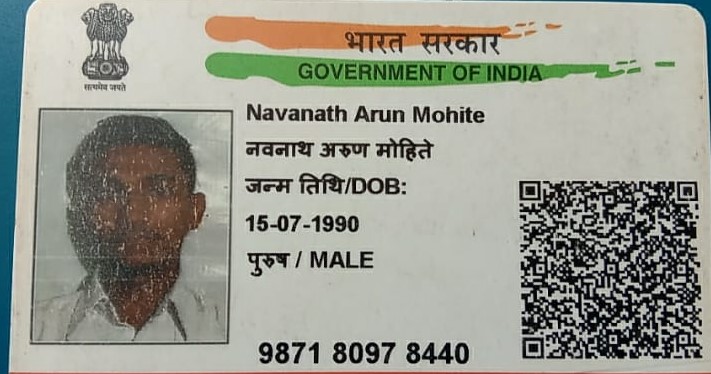 भारत सरकार
GOVERNMENT OF INDIA
सत्यमेव जयते
Navanath Arun Mohite
नवनाथ अरुण मोहिते
जन्म तिथि/DOB:
15-07-1990
पुरुष / MALE
9871 8097 8440